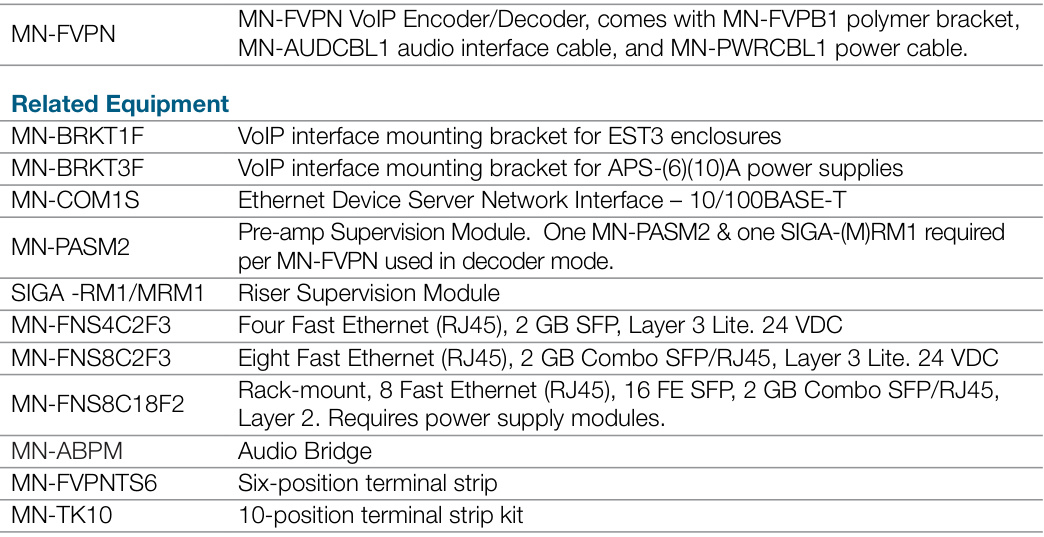 MN-FVPN MN-FVPN VoIP Encoder/Decoder, comes with MN-FVPB1 polymer bracket,
MN-AUDCBL1 audio interface cable, and MN-PWRCBL1 power cable.
Related Equipment
MN-BRKT1F VoIP interface mounting bracket for EST3 enclosures
MN-BRKT3F VoIP interface mounting bracket for APS-(6)(10)A power supplies
MN-COM1S Ethernet Device Server Network Interface – 10/100BASE-T
MN-PASM2 Pre-amp Supervision Module. One MN-PASM2 & one SIGA-(M)RM1 required
per MN-FVPN used in decoder mode.
SIGA -RM1/MRM1 Riser Supervision Module
MN-FNS4C2F3 Four Fast Ethernet (RJ45), 2 GB SFP, Layer 3 Lite. 24 VDC
MN-FNS8C2F3 Eight Fast Ethernet (RJ45), 2 GB Combo SFP/RJ45, Layer 3 Lite. 24 VDC
MN-FNS8C18F2 Rack-mount, 8 Fast Ethernet (RJ45), 16 FE SFP, 2 GB Combo SFP/RJ45,
Layer 2. Requires power supply modules.
MN-ABPM Audio Bridge
MN-FVPNTS6 Six-position terminal strip
MN-TK10 10-position terminal strip kit